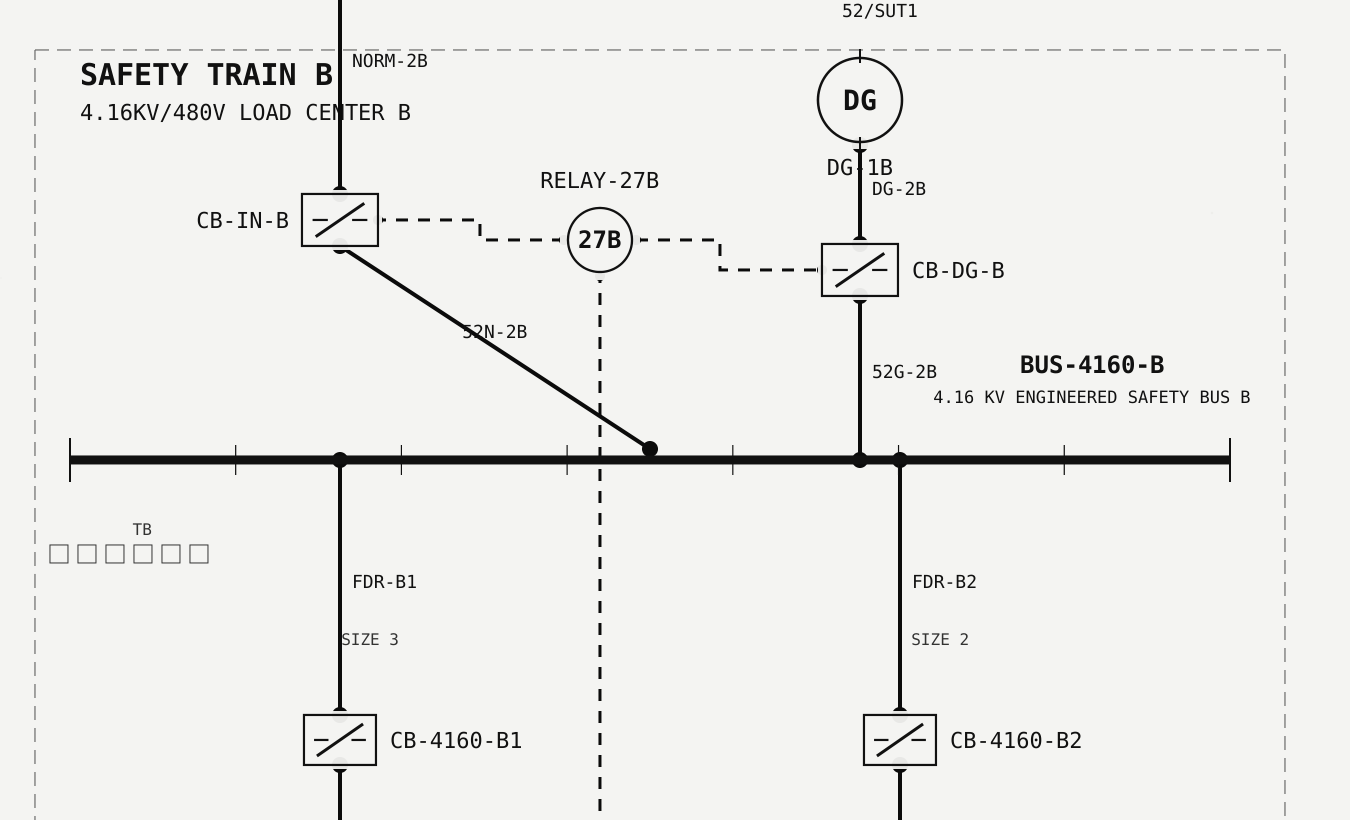 52/SUT1
NORM-2B
SAFETY TRAIN B
4.16KV/480V LOAD CENTER B
DG
DG-1B
DG-2B
RELAY-27B
CB-IN-B
27B
CB-DG-B
52N-2B
52G-2B
BUS-4160-B
4.16 KV ENGINEERED SAFETY BUS B
TB
FDR-B1
FDR-B2
SIZE 3
SIZE 2
CB-4160-B1
CB-4160-B2